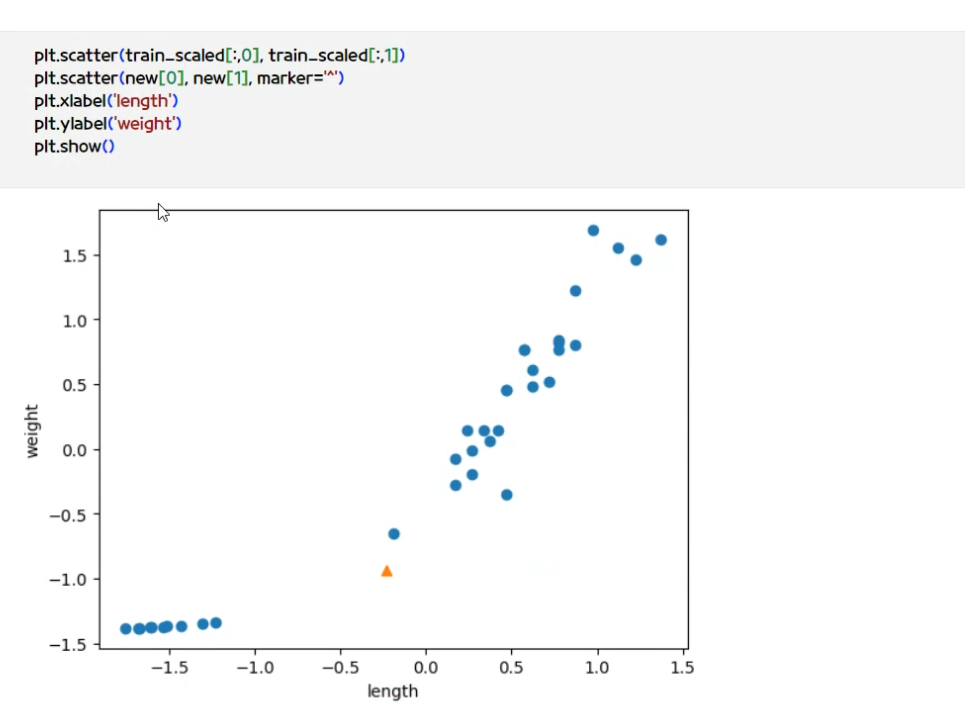 plt.scatter(train_scaled[:,0], train_scaled[:,1])
plt.scatter(new[0], new[1], marker='^')
plt.xlabel('length')
plt.ylabel('weight')
plt.show()
1.5
1.0
0.5
0.0
−0.5
−1.0
−1.5
weight
−1.5 −1.0 −0.5 0.0 0.5 1.0 1.5
length